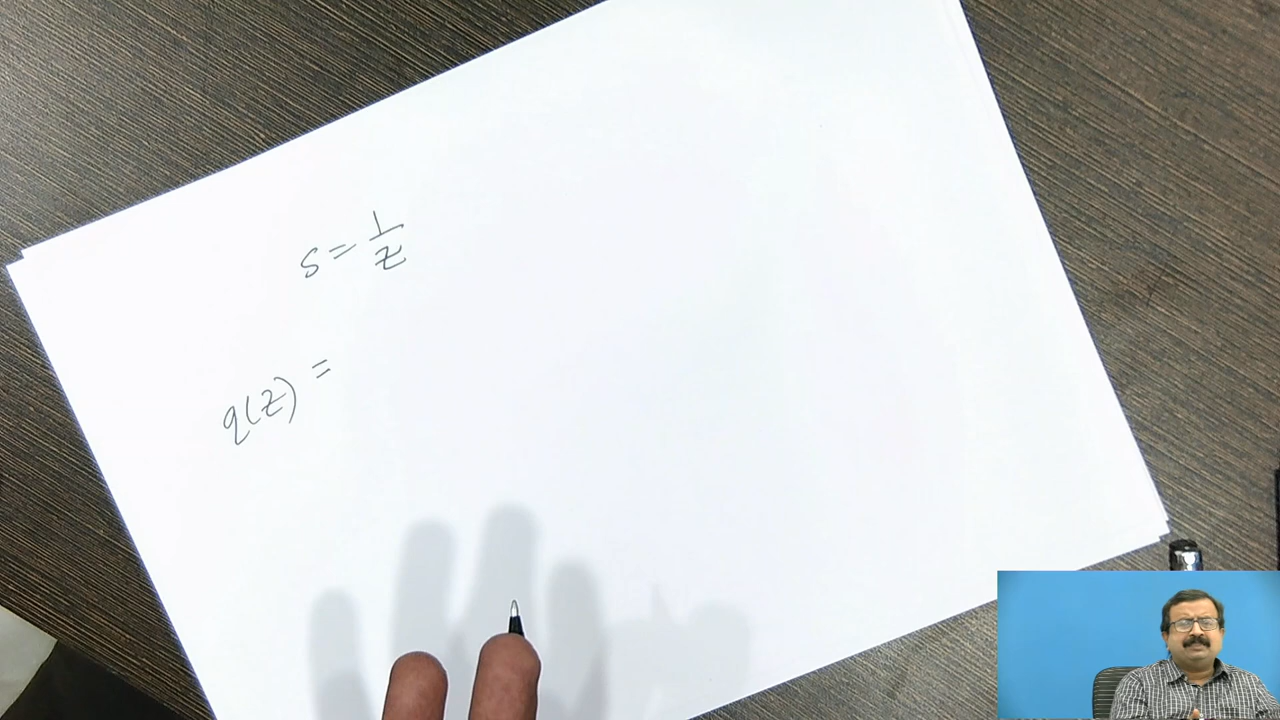 s = 1/z
q(z) =